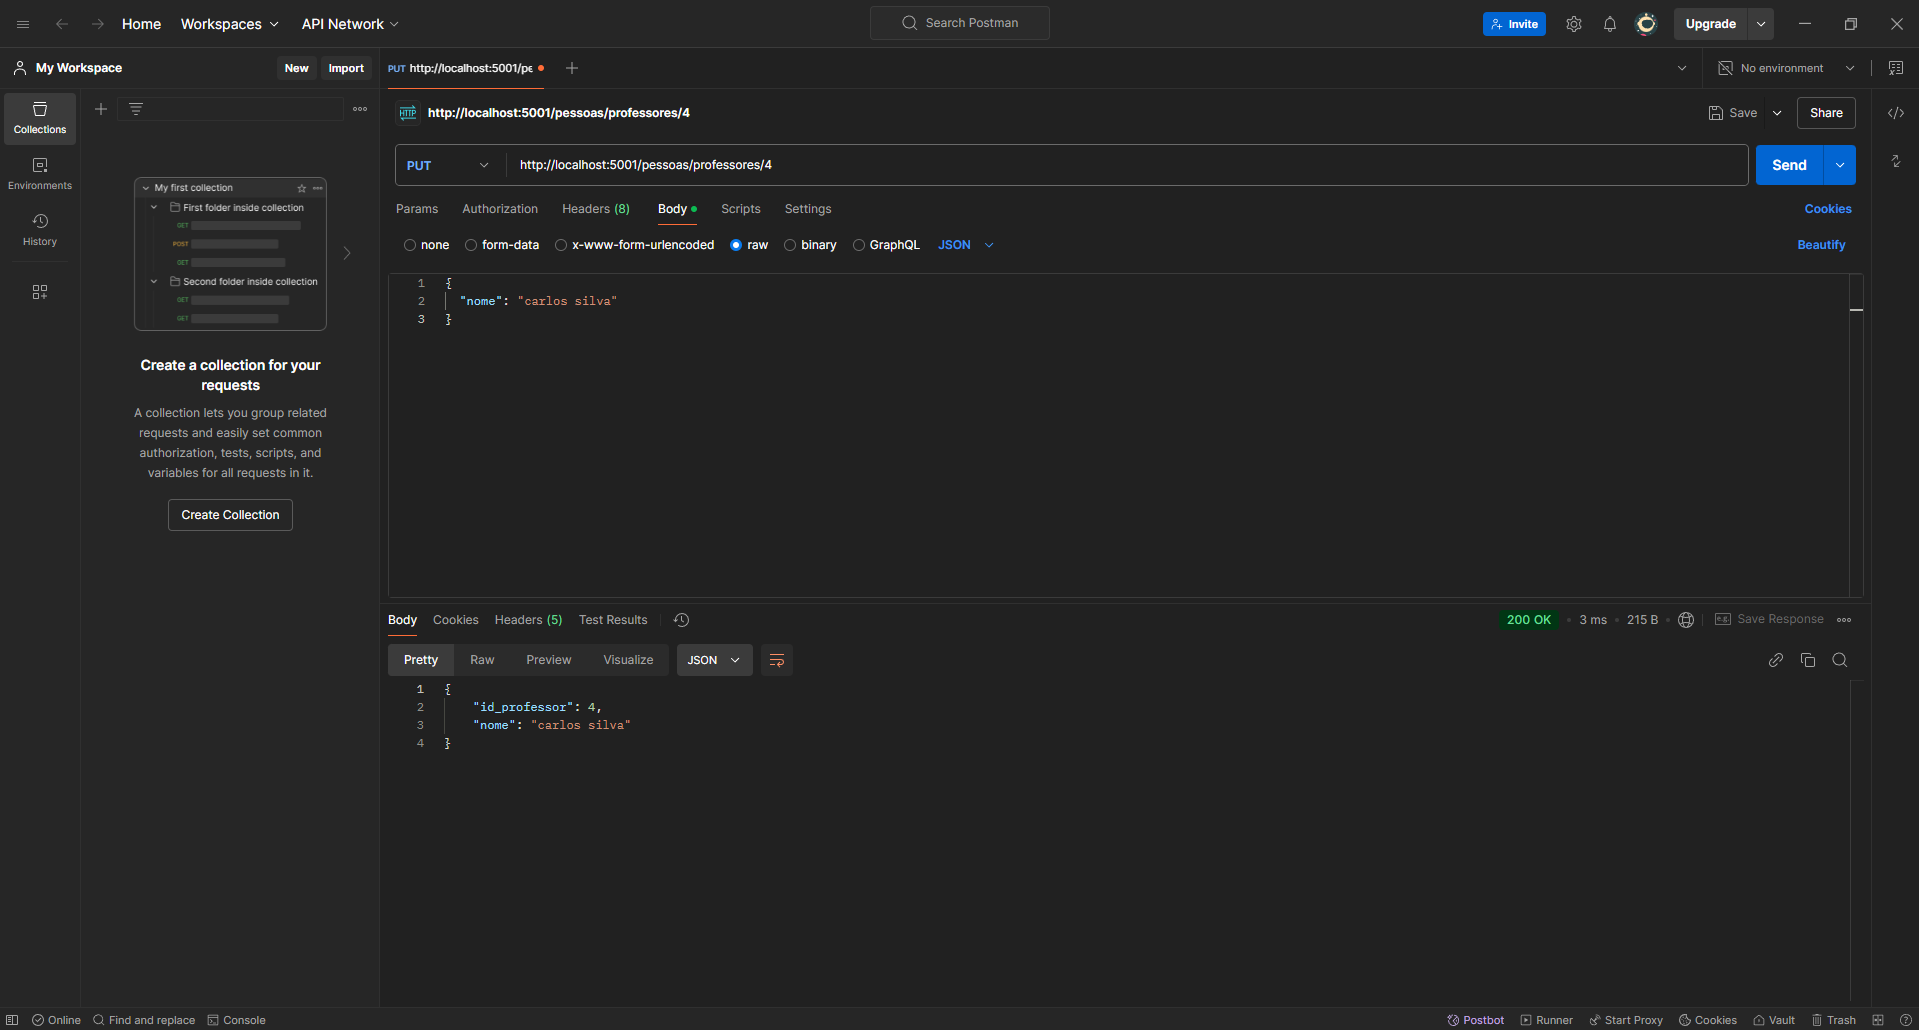 Home Workspaces API Network Search Postman Invite Upgrade
My Workspace New Import PUT http://localhost:5001/pe No environment
Collections
Environments
History
My first collection
First folder inside collection
GET
POST
GET
Second folder inside collection
GET
GET
Create a collection for your
requests
A collection lets you group related
requests and easily set common
authorization, tests, scripts, and
variables for all requests in it.
Create Collection
HTTP http://localhost:5001/pessoas/professores/4 Save Share
PUT http://localhost:5001/pessoas/professores/4 Send
Params Authorization Headers (8) Body Scripts Settings Cookies
none form-data x-www-form-urlencoded raw binary GraphQL JSON Beautify
1 {
2 "nome": "carlos silva"
3 }
Body Cookies Headers (5) Test Results 200 OK 3 ms 215 B e.g. Save Response
Pretty Raw Preview Visualize JSON
1 {
2 "id_professor": 4,
3 "nome": "carlos silva"
4 }
Online Find and replace Console Postbot Runner Start Proxy Cookies Vault Trash